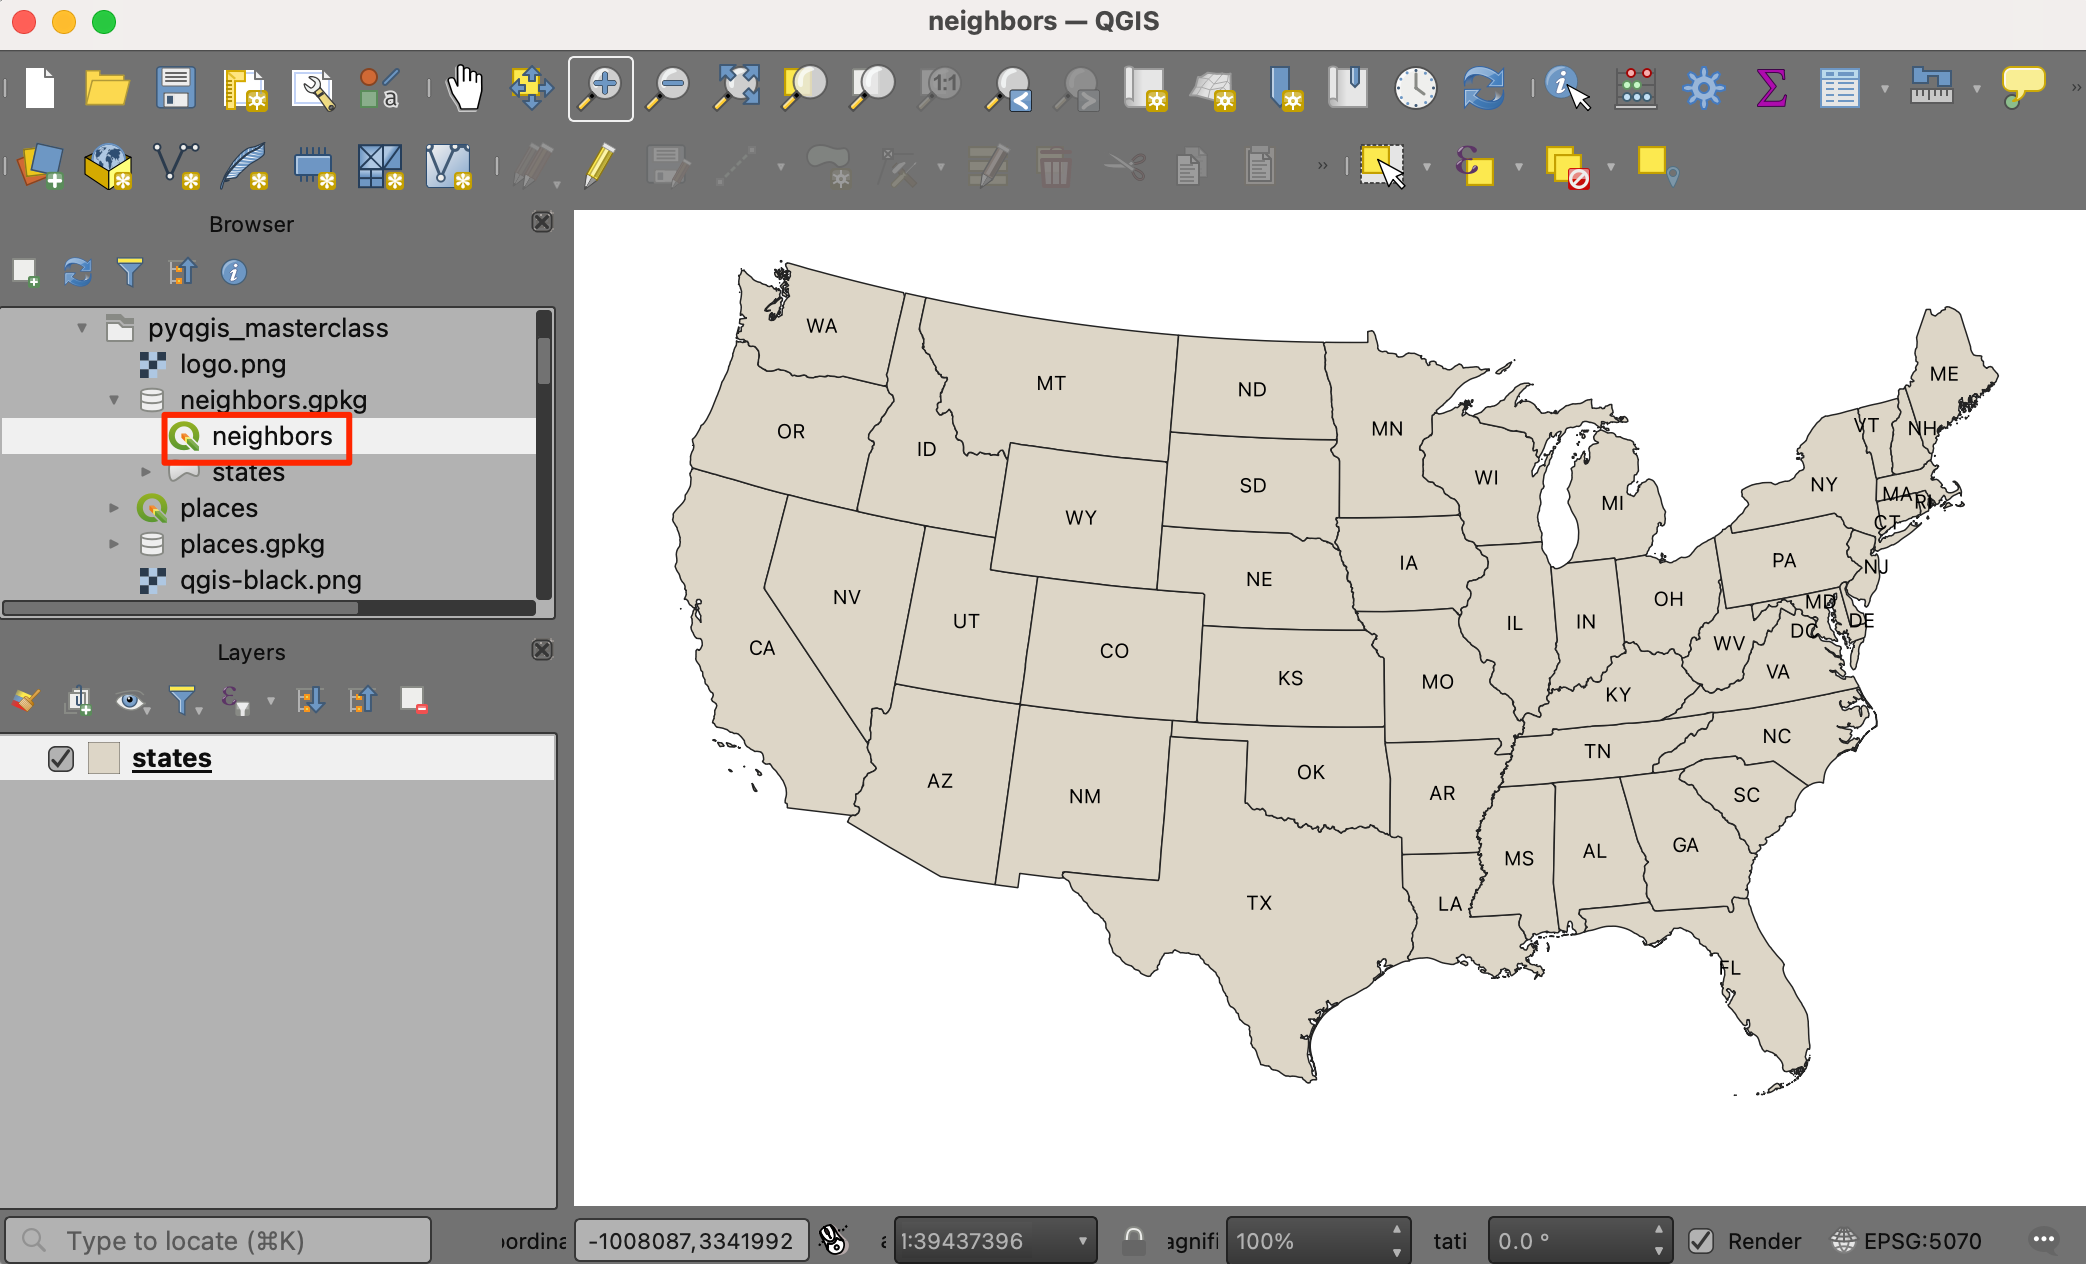 neighbors — QGIS
a
1:1
Browser
pyqgis_masterclass
logo.png
neighbors.gpkg
neighbors
states
places
places.gpkg
qgis-black.png
Layers
states
WA
MT
ND
MN
ME
OR
ID
SD
WI
MI
NY
VT
NH
MA
RI
CT
WY
IA
PA
NJ
NE
NV
UT
CO
IL
IN
OH
WV
MD
DC
DE
CA
KS
MO
KY
VA
AZ
NM
OK
AR
TN
NC
SC
TX
LA
MS
AL
GA
FL
Type to locate (⌘K)
oordina
-1008087,3341992
1:39437396
agnifi
100%
tati
0.0 °
Render
EPSG:5070